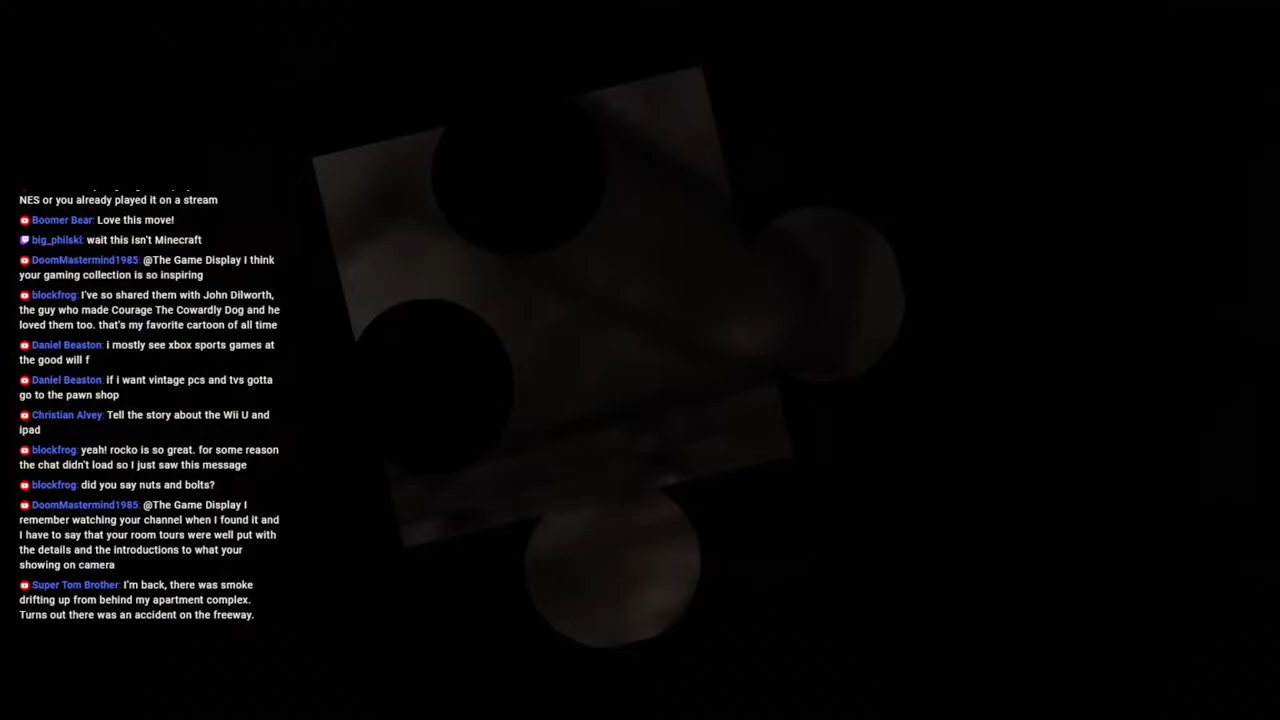 NES or you already played it on a stream
Boomer Bear: Love this move!
big_philski: wait this isn't Minecraft
DoomMastermind1985: @The Game Display I think
your gaming collection is so inspiring
blockfrog: I've so shared them with John Dilworth,
the guy who made Courage The Cowardly Dog and he
loved them too. that's my favorite cartoon of all time
Daniel Beaston: i mostly see xbox sports games at
the good will f
Daniel Beaston: if i want vintage pcs and tvs gotta
go to the pawn shop
Christian Alvey: Tell the story about the Wii U and
ipad
blockfrog: yeah! rocko is so great. for some reason
the chat didn't load so I just saw this message
blockfrog: did you say nuts and bolts?
DoomMastermind1985: @The Game Display I
remember watching your channel when I found it and
I have to say that your room tours were well put with
the details and the introductions to what your
showing on camera
Super Tom Brother: I'm back, there was smoke
drifting up from behind my apartment complex.
Turns out there was an accident on the freeway.